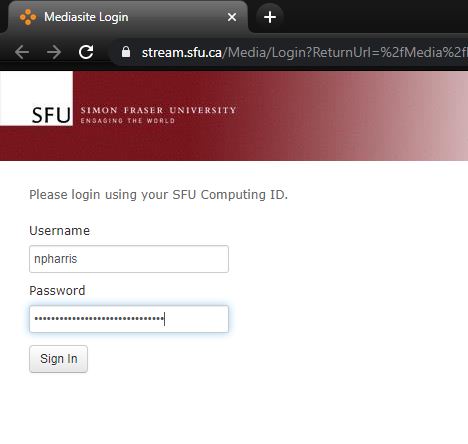 Mediasite Login
stream.sfu.ca/Media/Login?ReturnUrl=%2fMedia%2f
SFU SIMON FRASER UNIVERSITY
ENGAGING THE WORLD
Please login using your SFU Computing ID.
Username
npharris
Password
Sign In